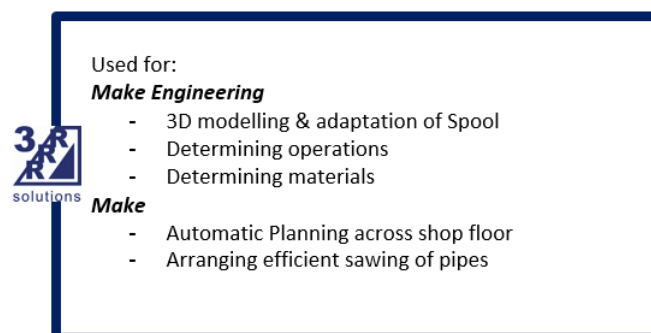 Used for:
Make Engineering
- 3D modelling & adaptation of Spool
- Determining operations
- Determining materials
3RRR
solutions
Make
- Automatic Planning across shop floor
- Arranging efficient sawing of pipes